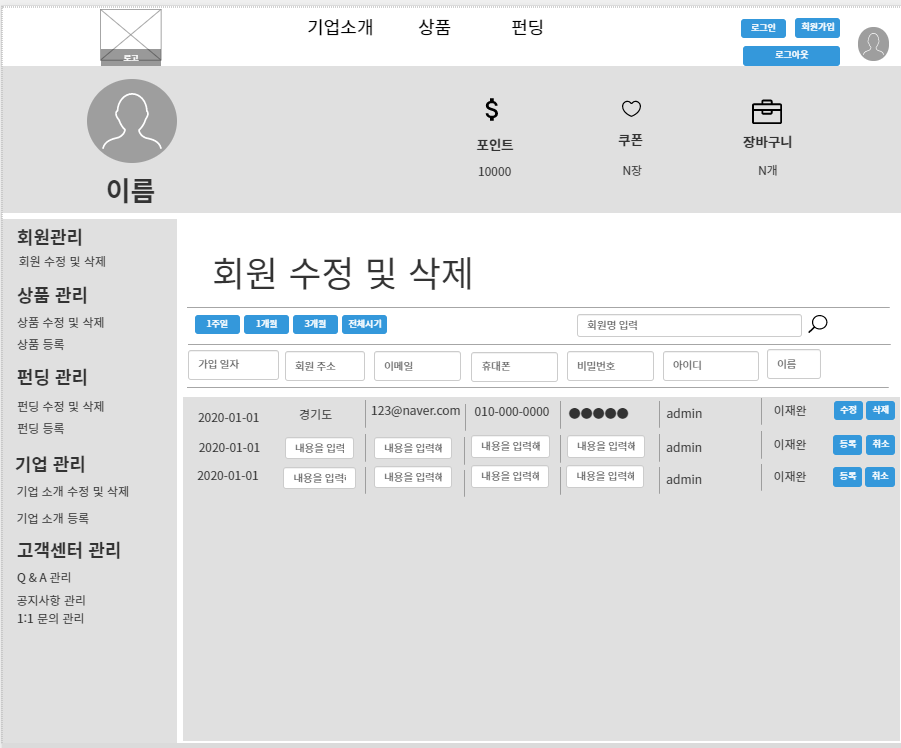 기업소개 상품 펀딩
로그인 회원가입
로그아웃
로고
포인트 쿠폰 장바구니
10000 N장 N개
이름
회원관리
회원 수정 및 삭제
상품 관리
상품 수정 및 삭제
상품 등록
펀딩 관리
펀딩 수정 및 삭제
펀딩 등록
기업 관리
기업 소개 수정 및 삭제
기업 소개 등록
고객센터 관리
Q & A 관리
공지사항 관리
1:1 문의 관리
회원 수정 및 삭제
1주일 1개월 3개월 전체시기 회원명 입력
가입 일자 회원 주소 이메일 휴대폰 비밀번호 아이디 이름
2020-01-01 경기도 123@naver.com 010-000-0000 ●●●●● admin 이재완 수정 삭제
2020-01-01 내용을 입력 내용을 입력해 내용을 입력해 내용을 입력해 admin 이재완 등록 취소
2020-01-01 내용을 입력 내용을 입력해 내용을 입력해 내용을 입력해 admin 이재완 등록 취소